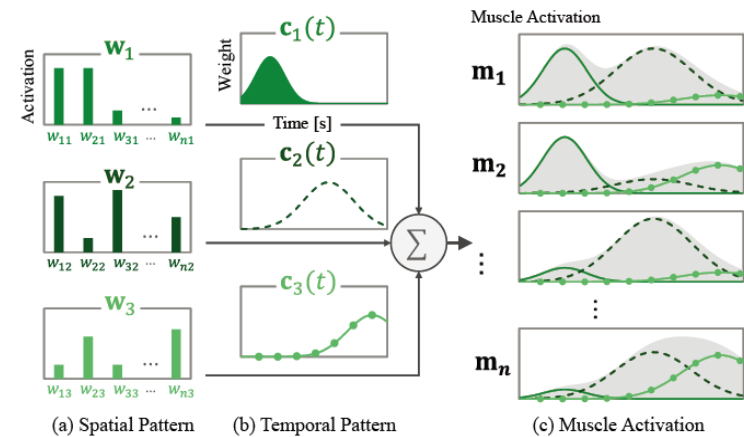 Muscle Activation
w₁
c₁(t)
Activation
Weight
m₁
...
w₁₁ w₂₁ w₃₁ ... wₙ₁
Time [s]
w₂
c₂(t)
m₂
...
w₁₂ w₂₂ w₃₂ ... wₙ₂
∑
⋮
w₃
c₃(t)
⋮
...
mₙ
w₁₃ w₂₃ w₃₃ ... wₙ₃
(a) Spatial Pattern
(b) Temporal Pattern
(c) Muscle Activation